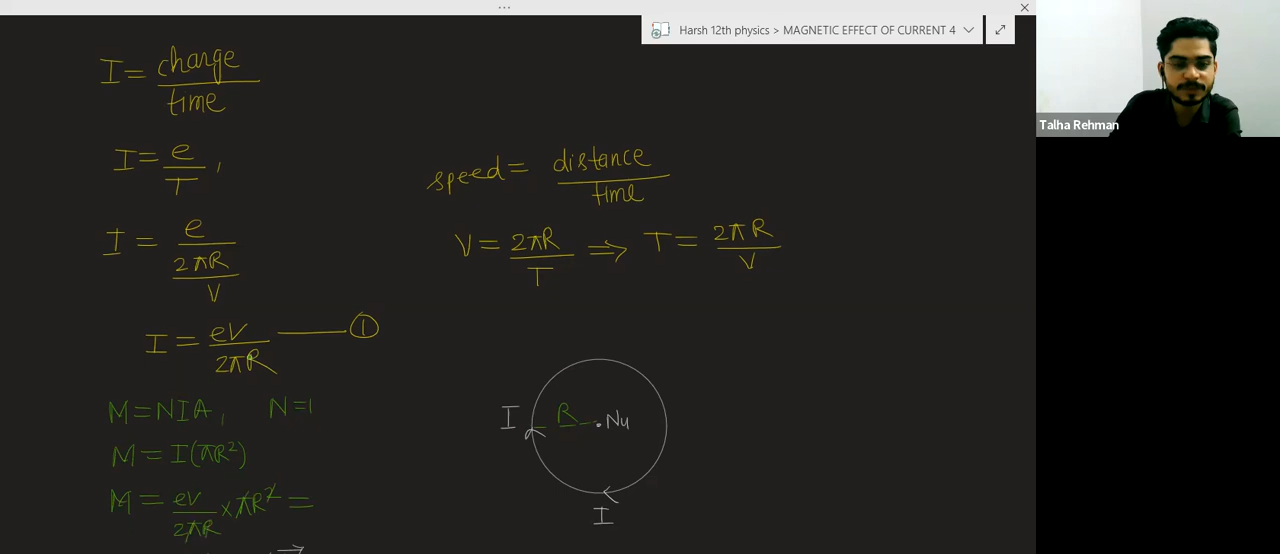 Harsh 12th physics > MAGNETIC EFFECT OF CURRENT 4
Talha Rehman
I = charge/time
I = e/T,
speed = distance/time
I = e/(2πR/V)
V = 2πR/T ⟹ T = 2πR/V
I = eV/2πR ——— ①
M = NIA, N = 1
M = I(πR²)
M = eV/2πR × πR² =
I R Nu
I